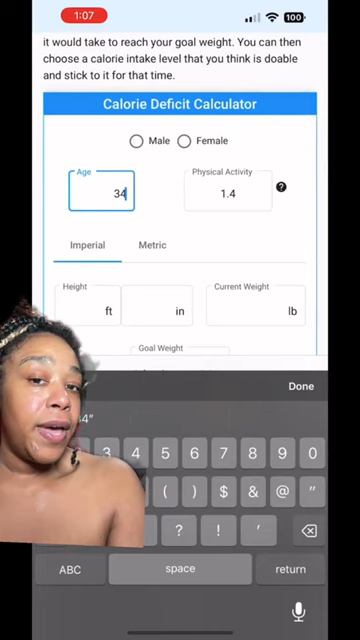 1:07
100
it would take to reach your goal weight. You can then
choose a calorie intake level that you think is doable
and stick to it for that time.
Calorie Deficit Calculator
Male Female
Age
34
Physical Activity
1.4
?
Imperial Metric
Height
ft
in
Current Weight
lb
Goal Weight
Done
4"
3 4 5 6 7 8 9 0
( ) $ & @ "
? ! '
ABC space return